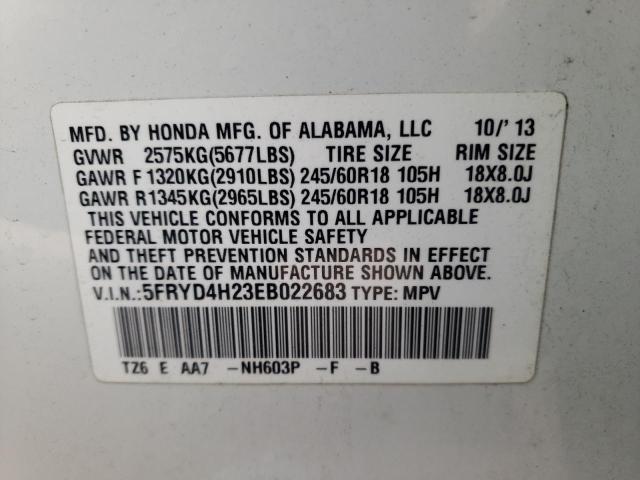 MFD. BY HONDA MFG. OF ALABAMA, LLC 10/'13
GVWR 2575KG(5677LBS) TIRE SIZE RIM SIZE
GAWR F 1320KG(2910LBS) 245/60R18 105H 18X8.0J
GAWR R1345KG(2965LBS) 245/60R18 105H 18X8.0J
THIS VEHICLE CONFORMS TO ALL APPLICABLE
FEDERAL MOTOR VEHICLE SAFETY
AND THEFT PREVENTION STANDARDS IN EFFECT
ON THE DATE OF MANUFACTURE SHOWN ABOVE.
V.I.N.:5FRYD4H23EB022683 TYPE: MPV
TZ6 E AA7 -NH603P -F -B